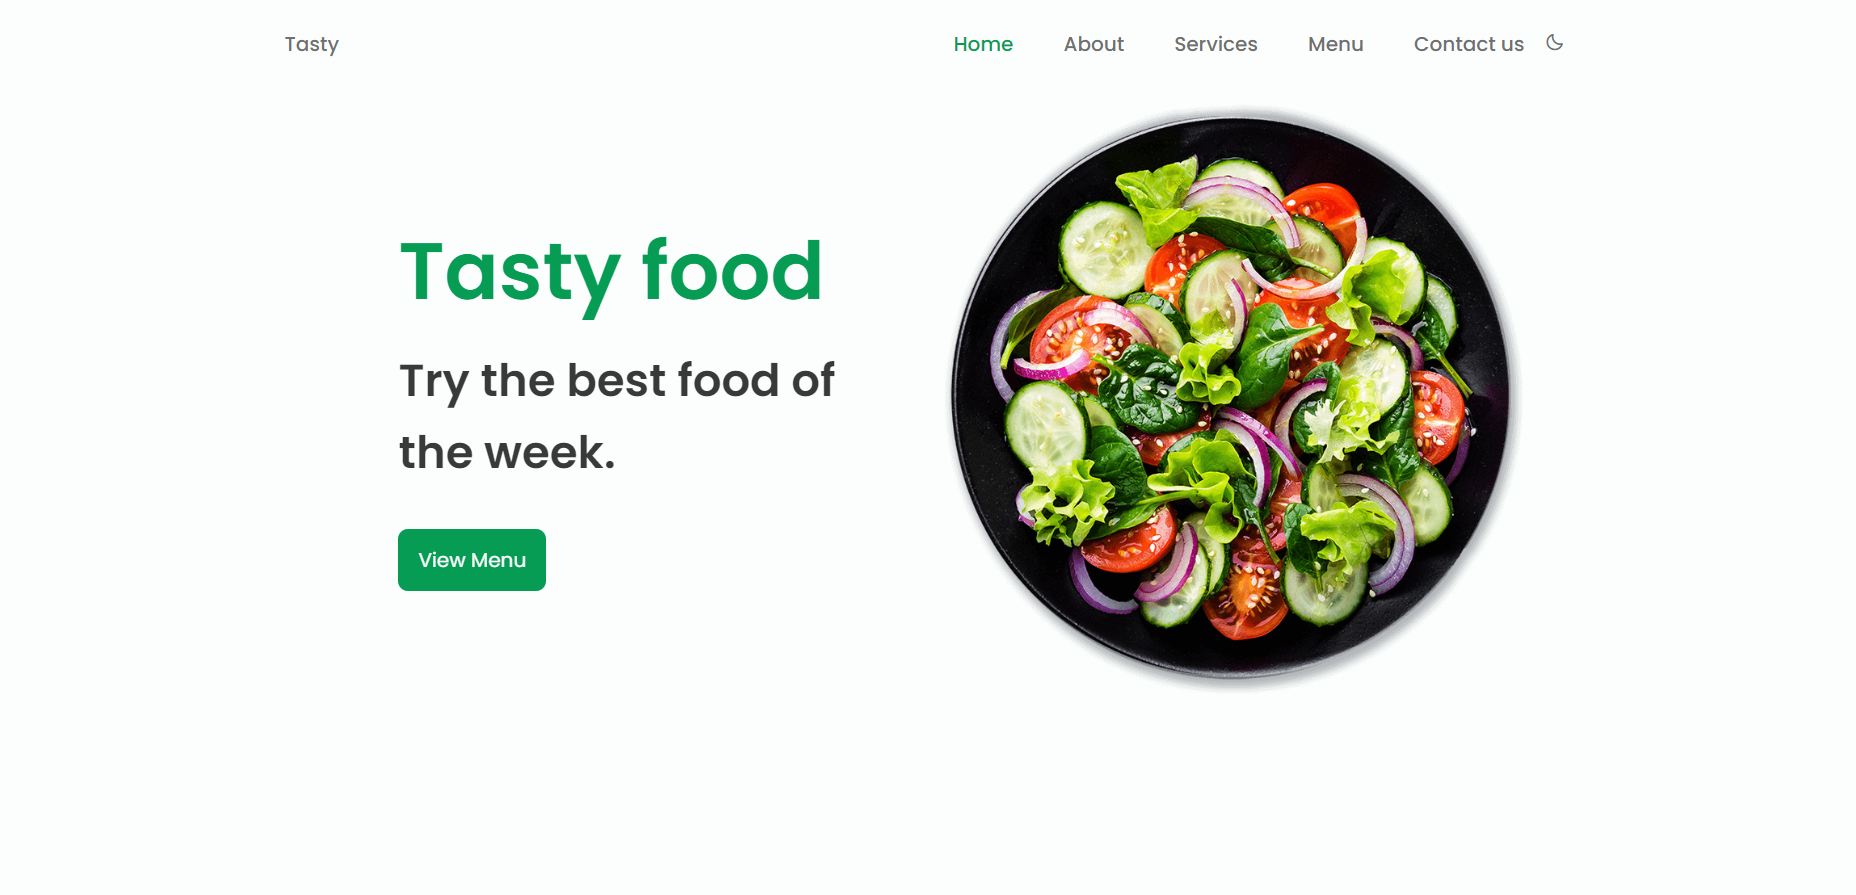 Tasty
Home About Services Menu Contact us
Tasty food
Try the best food of
the week.
View Menu